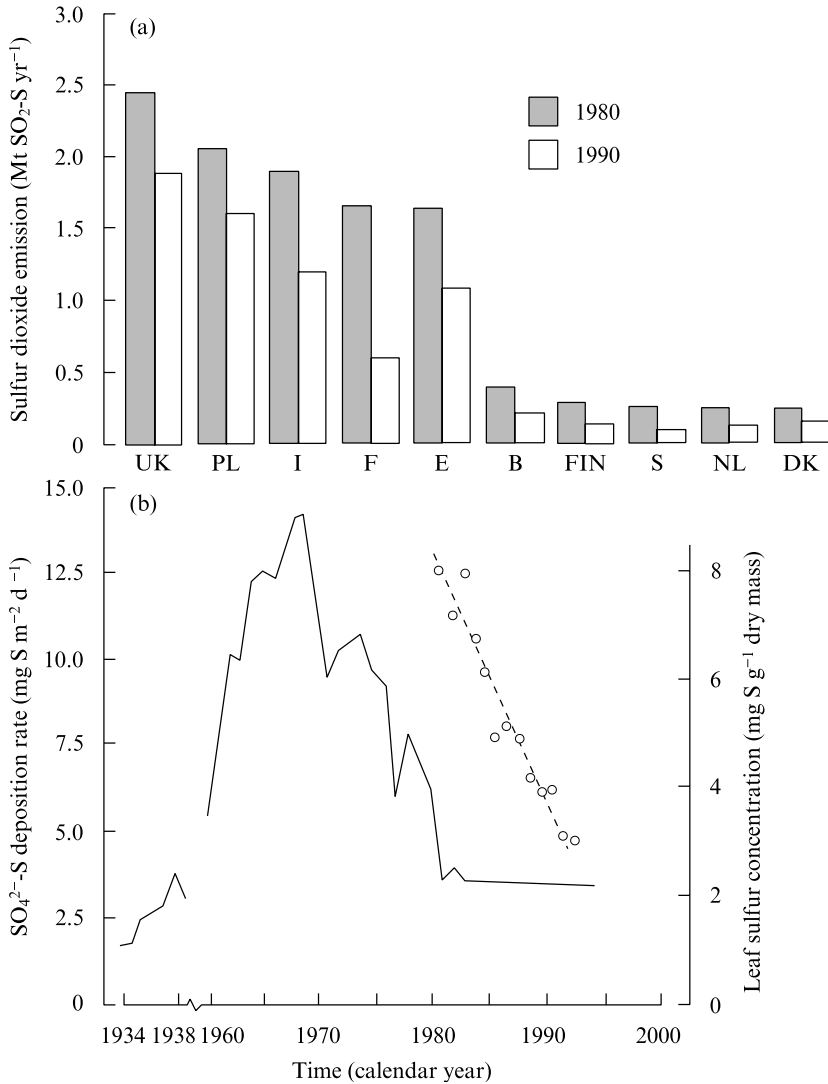 (a)
Sulfur dioxide emission (Mt SO₂-S yr⁻¹)
3.0
2.5
2.0
1.5
1.0
0.5
0
1980
1990
UK PL I F E B FIN S NL DK
(b)
SO₄²⁻-S deposition rate (mg S m⁻² d⁻¹)
15.0
12.5
10.0
7.5
5.0
2.5
0
Leaf sulfur concentration (mg S g⁻¹ dry mass)
8
6
4
2
0
1934 1938 1960 1970 1980 1990 2000
Time (calendar year)